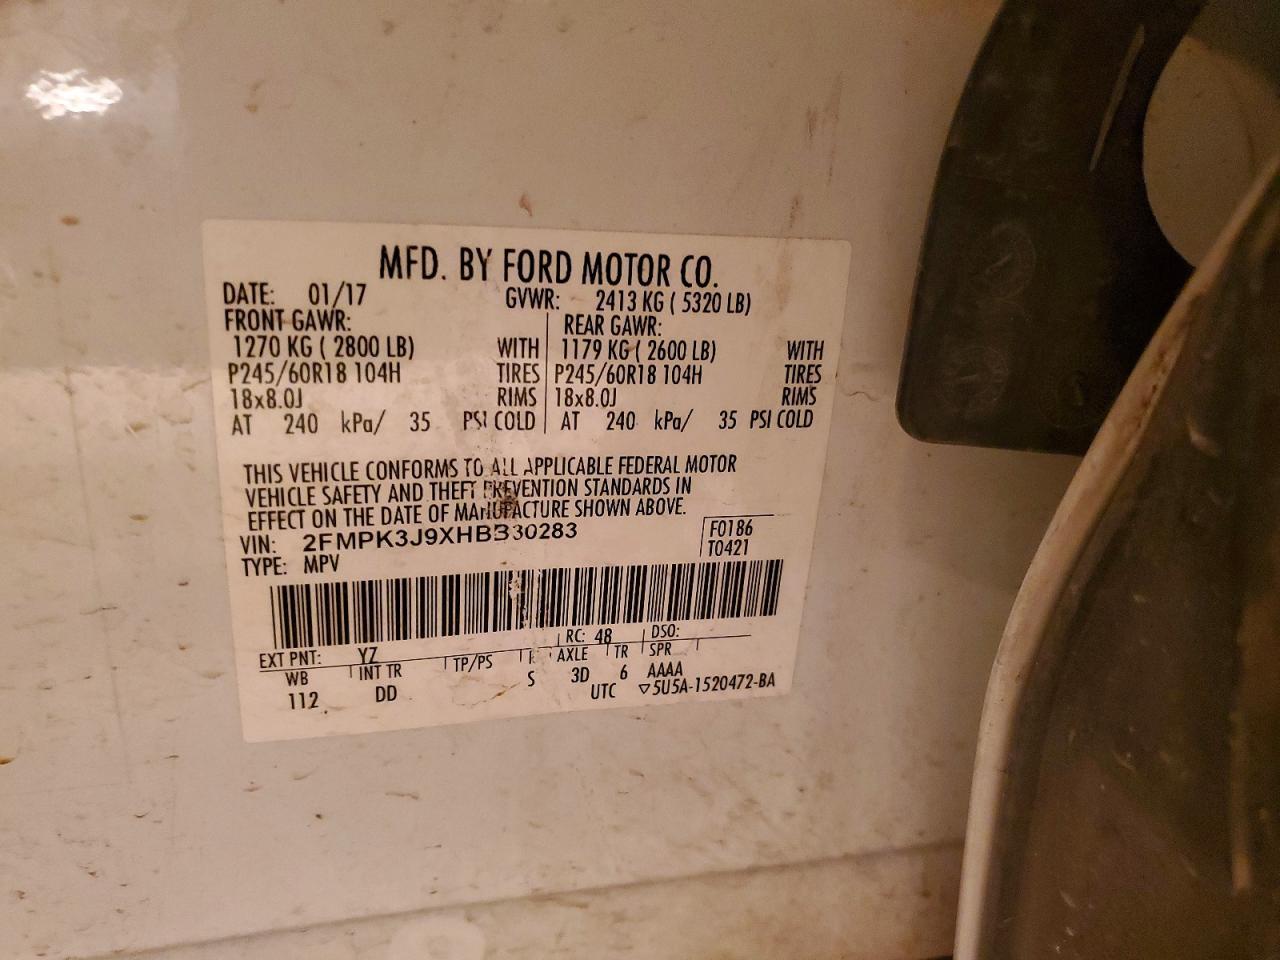 MFD. BY FORD MOTOR CO.
DATE: 01/17 GVWR: 2413 KG ( 5320 LB)
FRONT GAWR: REAR GAWR:
1270 KG ( 2800 LB) WITH 1179 KG ( 2600 LB) WITH
P245/60R18 104H TIRES P245/60R18 104H TIRES
18x8.0J RIMS 18x8.0J RIMS
AT 240 kPa/ 35 PSI COLD AT 240 kPa/ 35 PSI COLD
THIS VEHICLE CONFORMS TO ALL APPLICABLE FEDERAL MOTOR
VEHICLE SAFETY AND THEFT PREVENTION STANDARDS IN
EFFECT ON THE DATE OF MANUFACTURE SHOWN ABOVE.
VIN: 2FMPK3J9XHBB30283 F0186
TYPE: MPV T0421
RC: 48 DSO:
EXT PNT: YZ
WB INT TR TP/PS R AXLE TR SPR
112 DD S 3D 6 AAAA
UTC ▽5U5A-1520472-BA